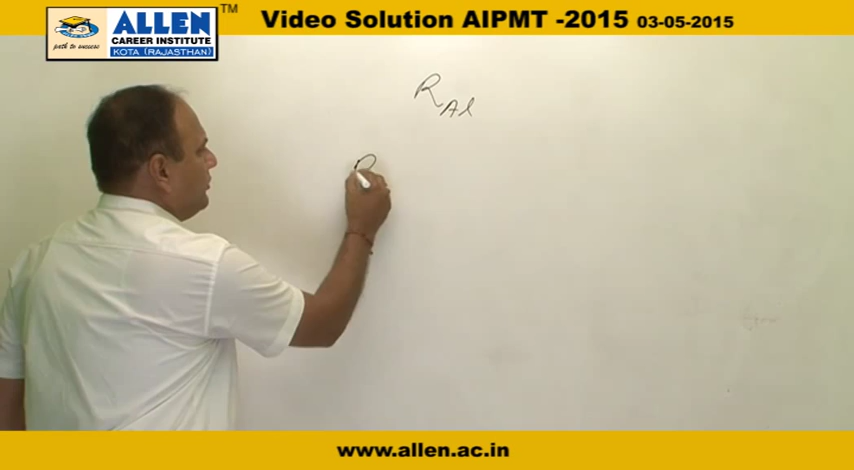 ALLEN
CAREER INSTITUTE
KOTA (RAJASTHAN)
path to success
TM
Video Solution AIPMT -2015 03-05-2015
R Al
www.allen.ac.in